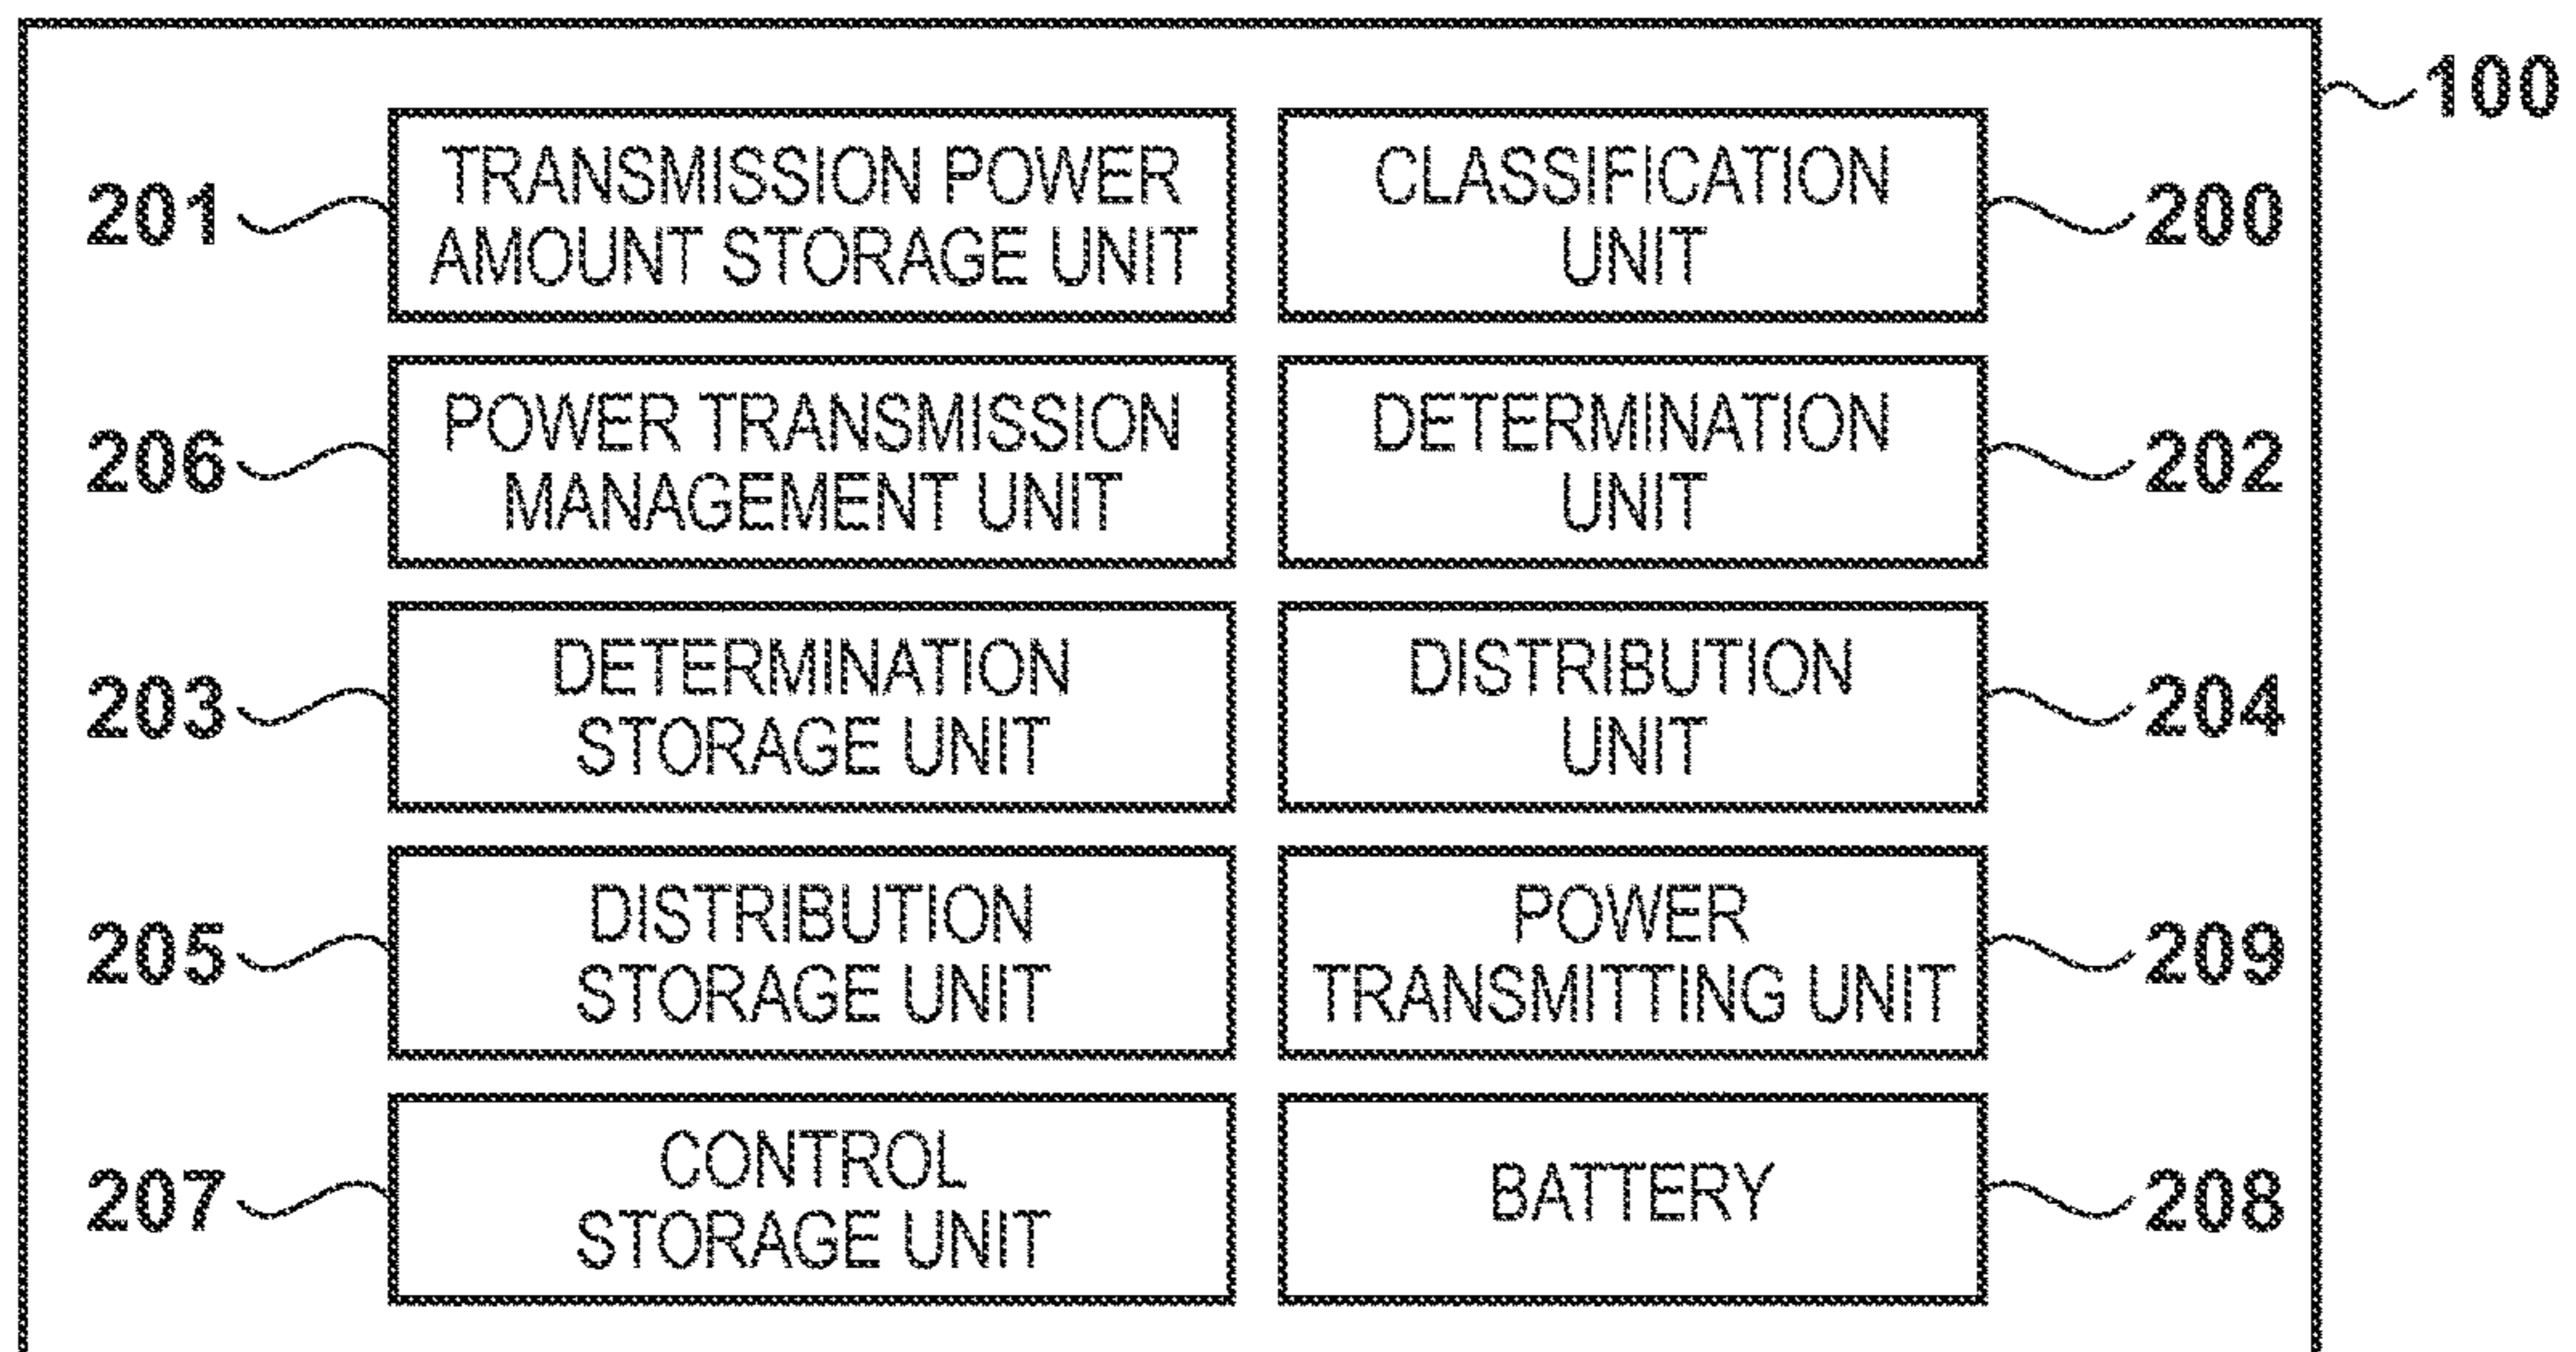 100
201
TRANSMISSION POWER
AMOUNT STORAGE UNIT
CLASSIFICATION
UNIT
200
206
POWER TRANSMISSION
MANAGEMENT UNIT
DETERMINATION
UNIT
202
203
DETERMINATION
STORAGE UNIT
DISTRIBUTION
UNIT
204
205
DISTRIBUTION
STORAGE UNIT
POWER
TRANSMITTING UNIT
209
207
CONTROL
STORAGE UNIT
BATTERY
208